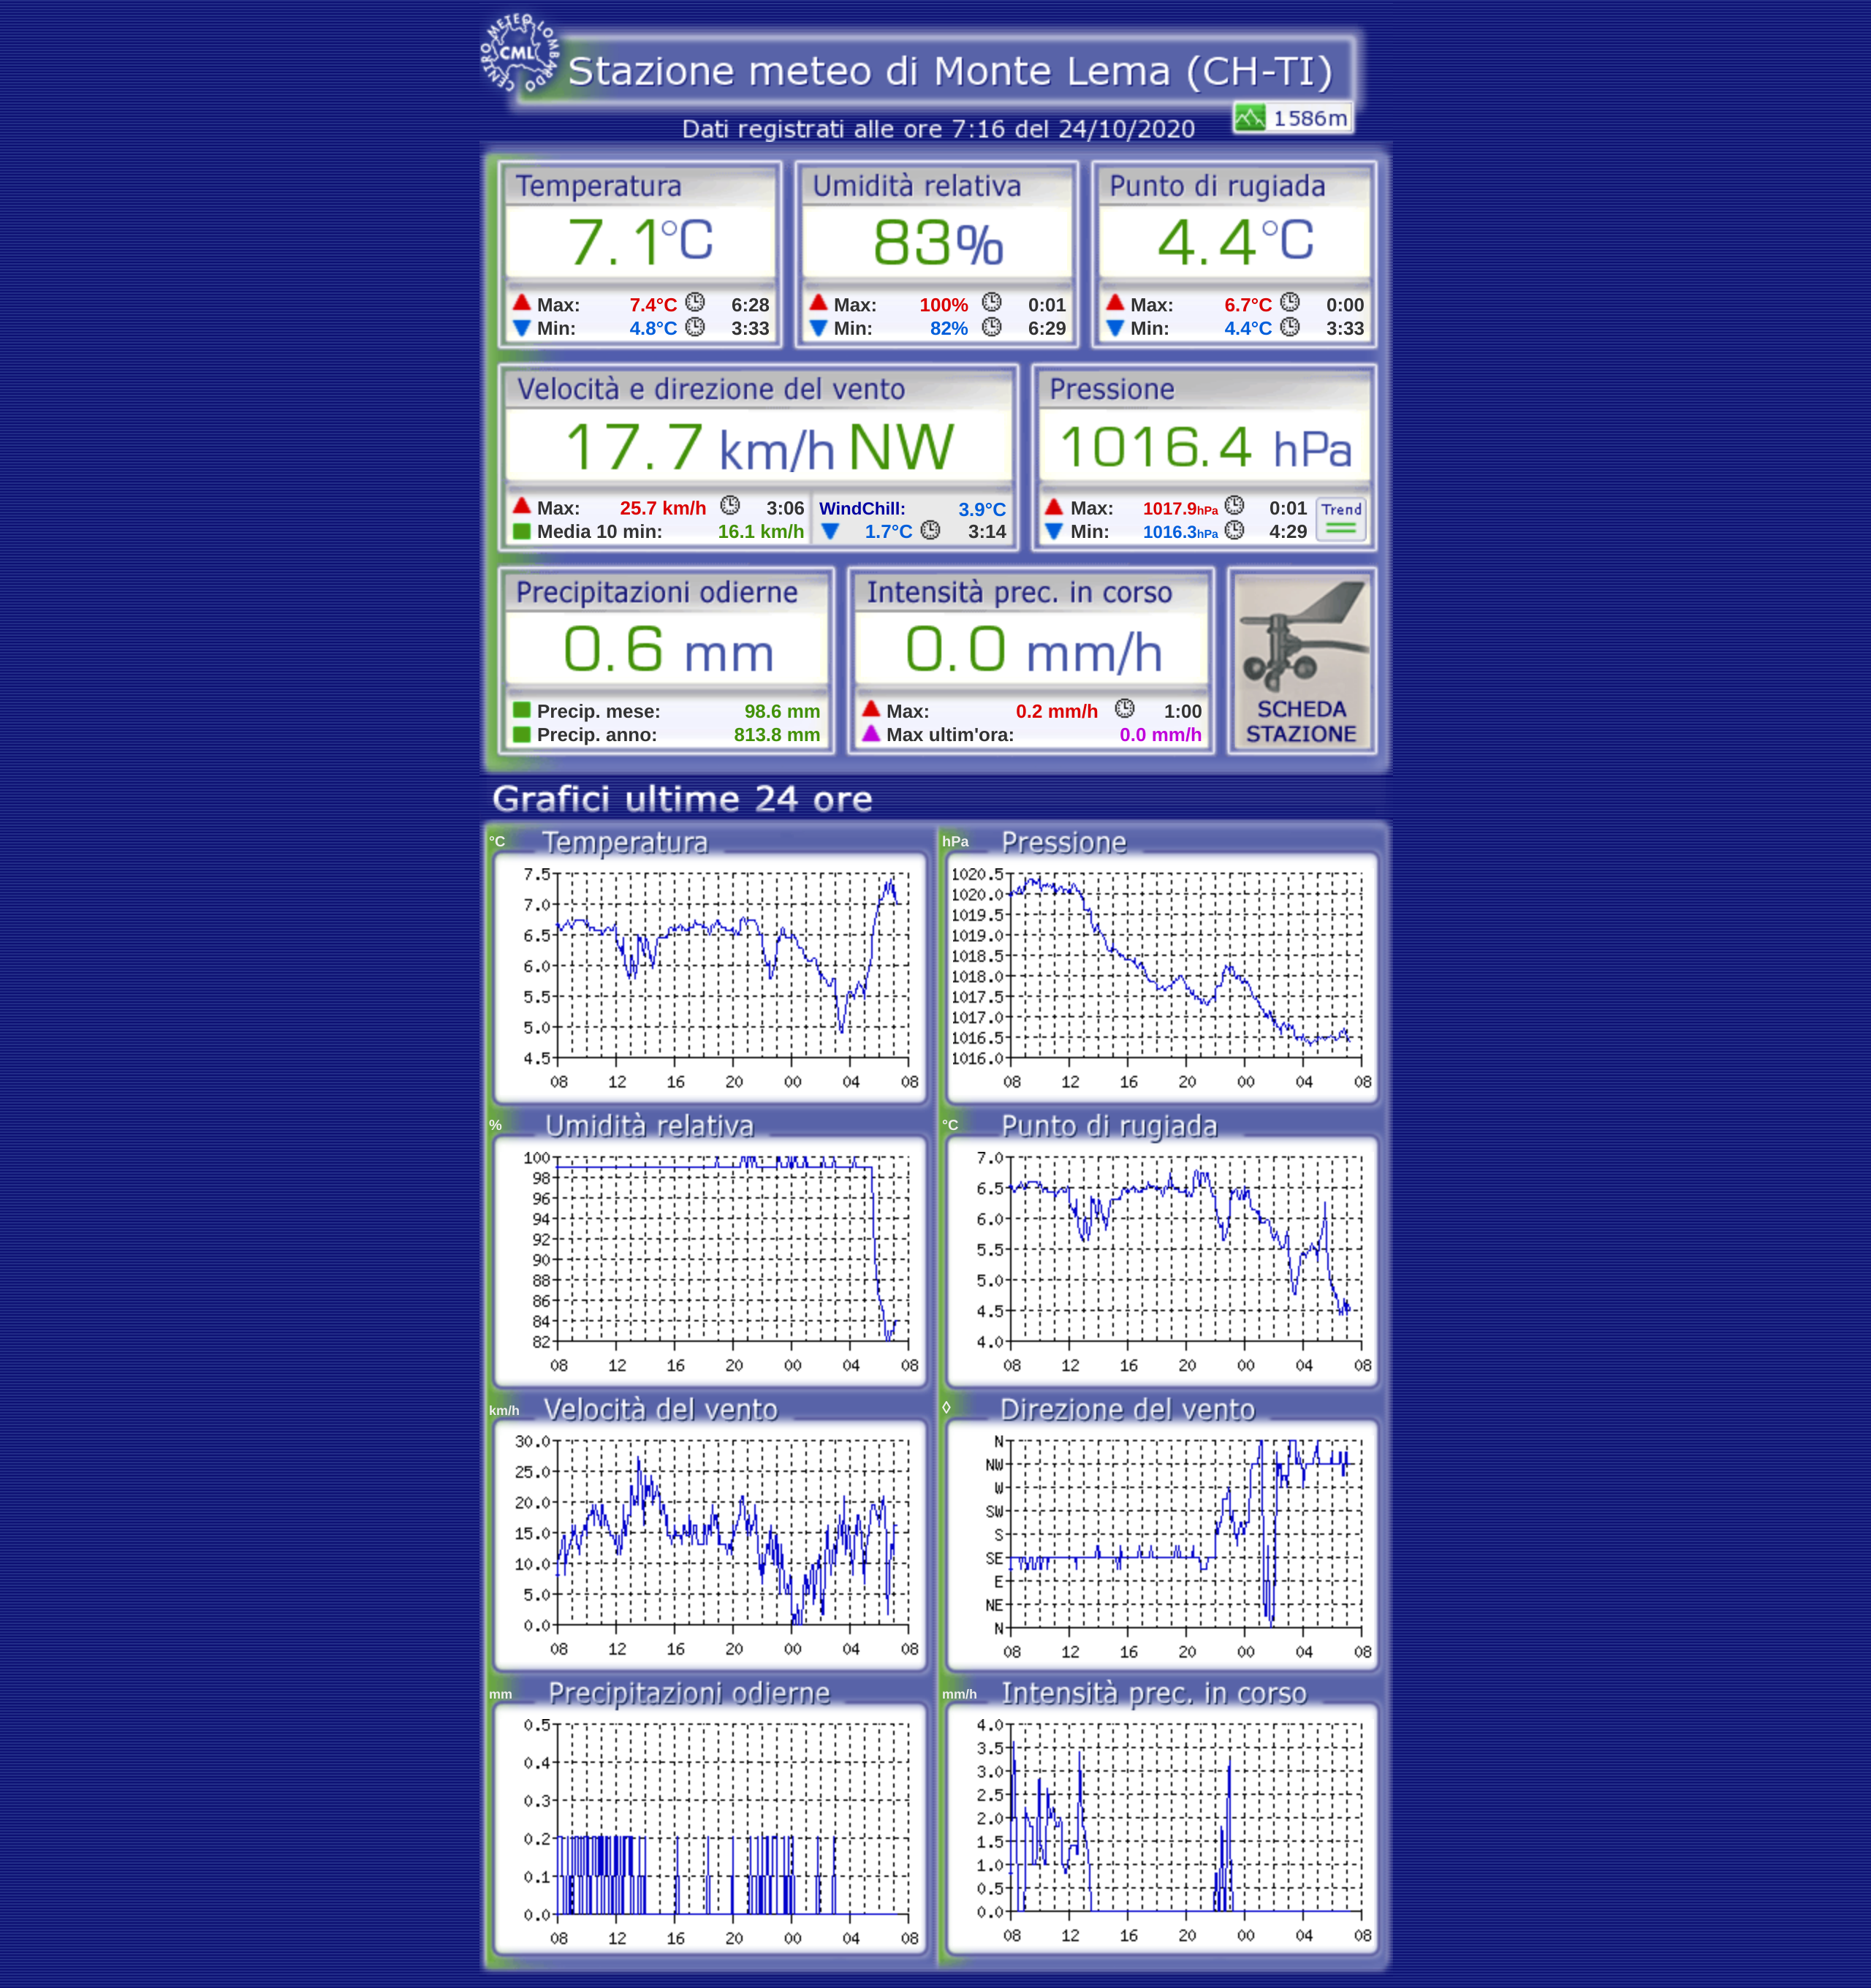 CENTRO METEO LOMBARDO
CML
Stazione meteo di Monte Lema (CH-TI)
1586m
Dati registrati alle ore 7:16 del 24/10/2020
Temperatura
7.1°C
Max: 7.4°C 6:28
Min: 4.8°C 3:33
Umidità relativa
83%
Max: 100% 0:01
Min: 82% 6:29
Punto di rugiada
4.4°C
Max: 6.7°C 0:00
Min: 4.4°C 3:33
Velocità e direzione del vento
17.7 km/h NW
Max: 25.7 km/h 3:06
Media 10 min: 16.1 km/h
WindChill: 3.9°C
1.7°C 3:14
Pressione
1016.4 hPa
Max: 1017.9hPa 0:01
Min: 1016.3hPa 4:29
Trend
Precipitazioni odierne
0.6 mm
Precip. mese: 98.6 mm
Precip. anno: 813.8 mm
Intensità prec. in corso
0.0 mm/h
Max: 0.2 mm/h 1:00
Max ultim'ora: 0.0 mm/h
SCHEDA
STAZIONE
Grafici ultime 24 ore
°C Temperatura
7.5
7.0
6.5
6.0
5.5
5.0
4.5
08 12 16 20 00 04 08
hPa Pressione
1020.5
1020.0
1019.5
1019.0
1018.5
1018.0
1017.5
1017.0
1016.5
1016.0
08 12 16 20 00 04 08
% Umidità relativa
100
98
96
94
92
90
88
86
84
82
08 12 16 20 00 04 08
°C Punto di rugiada
7.0
6.5
6.0
5.5
5.0
4.5
4.0
08 12 16 20 00 04 08
km/h Velocità del vento
30.0
25.0
20.0
15.0
10.0
5.0
0.0
08 12 16 20 00 04 08
◊ Direzione del vento
N
NW
W
SW
S
SE
E
NE
N
08 12 16 20 00 04 08
mm Precipitazioni odierne
0.5
0.4
0.3
0.2
0.1
0.0
08 12 16 20 00 04 08
mm/h Intensità prec. in corso
4.0
3.5
3.0
2.5
2.0
1.5
1.0
0.5
0.0
08 12 16 20 00 04 08